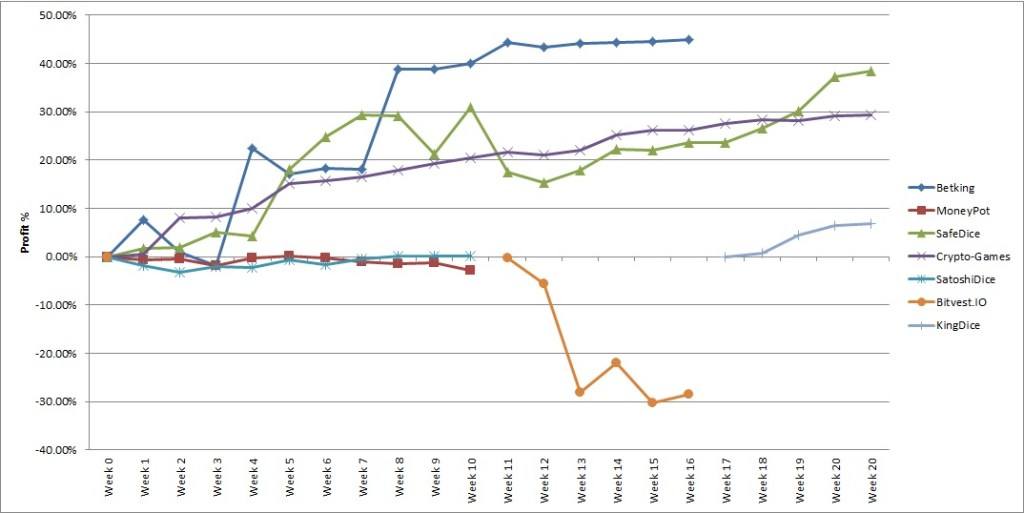 50.00%
40.00%
30.00%
20.00%
10.00%
0.00%
-10.00%
-20.00%
-30.00%
-40.00%
Profit %
Week 0
Week 1
Week 2
Week 3
Week 4
Week 5
Week 6
Week 7
Week 8
Week 9
Week 10
Week 11
Week 12
Week 13
Week 14
Week 15
Week 16
Week 17
Week 18
Week 19
Week 20
Week 20
Betking
MoneyPot
SafeDice
Crypto-Games
SatoshiDice
Bitvest.IO
KingDice